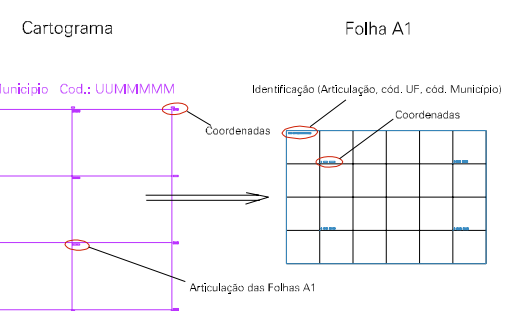 Cartograma
Folha A1
Município Cod.: UUMMMMM
Identificação (Articulação, cód. UF, cód. Município)
Coordenadas
Coordenadas
Articulação das Folhas A1